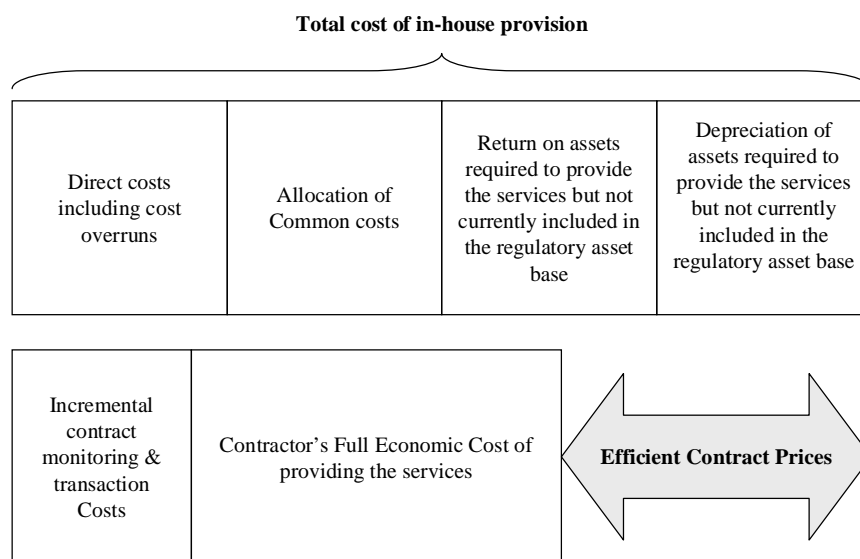 Total cost of in-house provision
Direct costs
including cost
overruns
Allocation of
Common costs
Return on assets
required to provide
the services but not
currently included in
the regulatory asset
base
Depreciation of
assets required to
provide the services
but not currently
included in the
regulatory asset base
Incremental
contract
monitoring &
transaction
Costs
Contractor's Full Economic Cost of
providing the services
Efficient Contract Prices